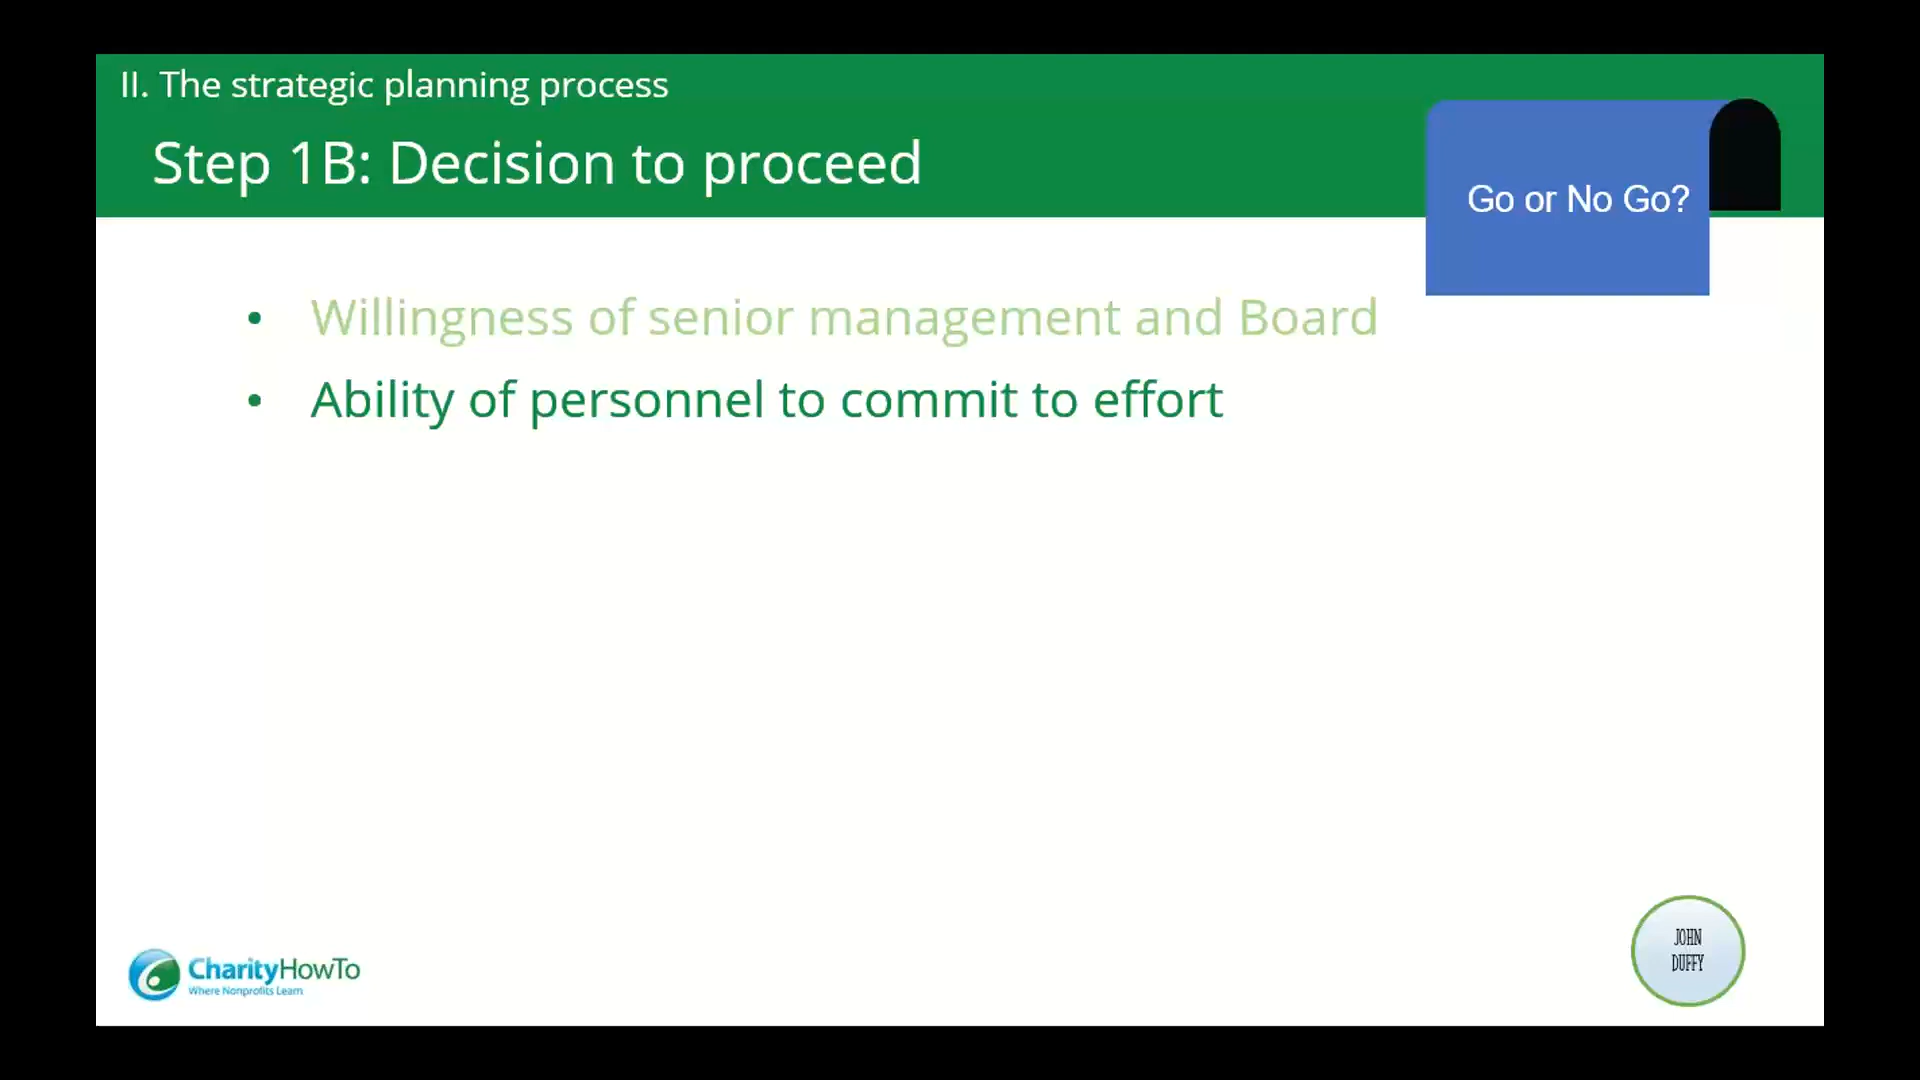 II. The strategic planning process
Step 1B: Decision to proceed
Go or No Go?
• Willingness of senior management and Board
• Ability of personnel to commit to effort
CharityHowTo
Where Nonprofits Learn
JOHN
DUFFY